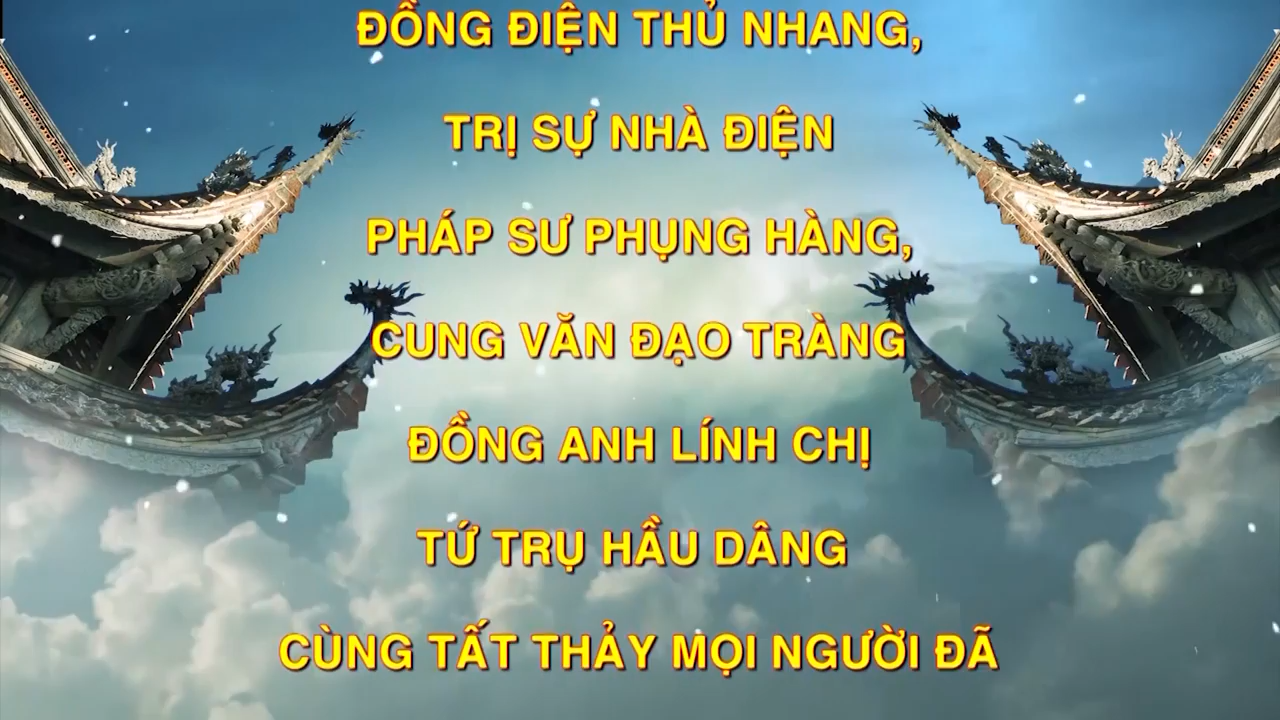 ĐỒNG ĐIỆN THỦ NHANG,
TRỊ SỰ NHÀ ĐIỆN
PHÁP SƯ PHỤNG HÀNG,
CUNG VĂN ĐẠO TRÀNG
ĐỒNG ANH LÍNH CHỊ
TỨ TRỤ HẦU DÂNG
CÙNG TẤT THẢY MỌI NGƯỜI ĐÃ